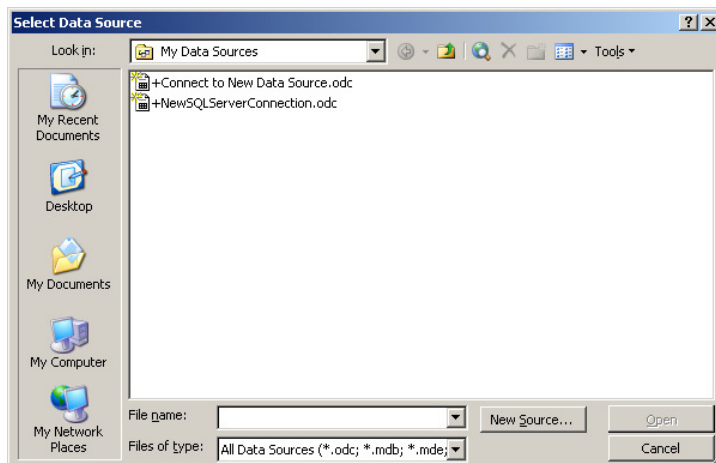 Select Data Source
Look in: My Data Sources Tools
+Connect to New Data Source.odc
+NewSQLServerConnection.odc
My Recent
Documents
Desktop
My Documents
My Computer
My Network
Places
File name: New Source... Open
Files of type: All Data Sources (*.odc; *.mdb; *.mde; Cancel